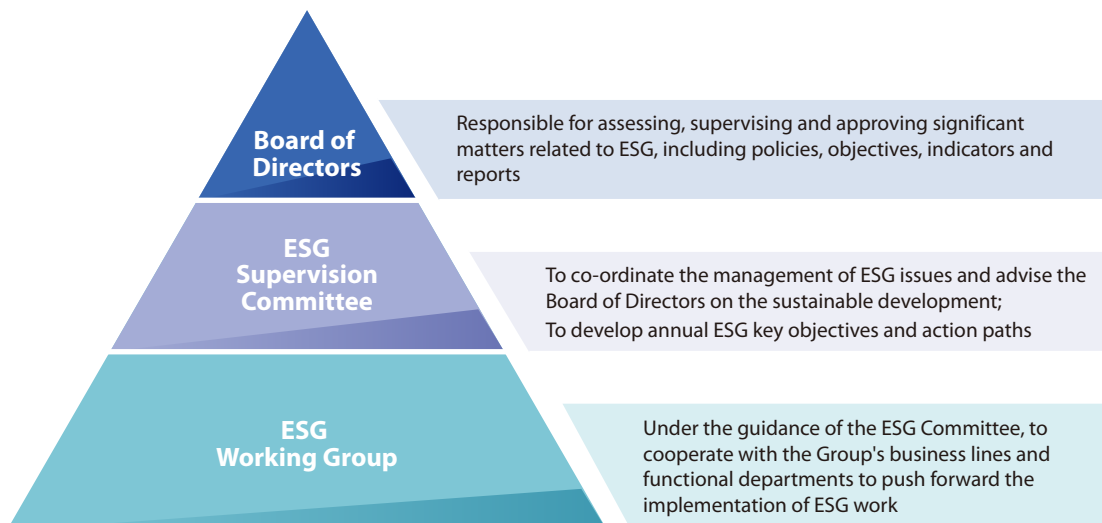 Board of
Directors
Responsible for assessing, supervising and approving significant
matters related to ESG, including policies, objectives, indicators and
reports
ESG
Supervision
Committee
To co-ordinate the management of ESG issues and advise the
Board of Directors on the sustainable development;
To develop annual ESG key objectives and action paths
ESG
Working Group
Under the guidance of the ESG Committee, to
cooperate with the Group's business lines and
functional departments to push forward the
implementation of ESG work